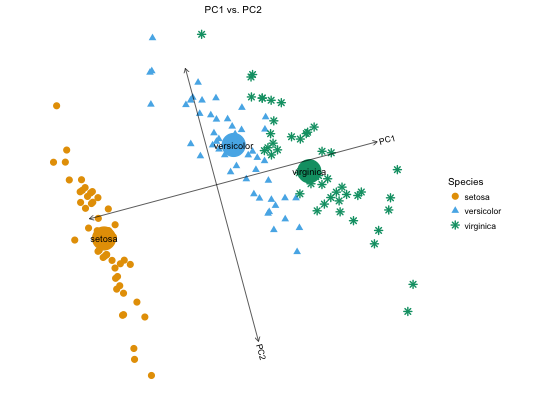 PC1 vs. PC2
PC1
versicolor
virginica
Species
setosa
versicolor
virginica
setosa
PC2